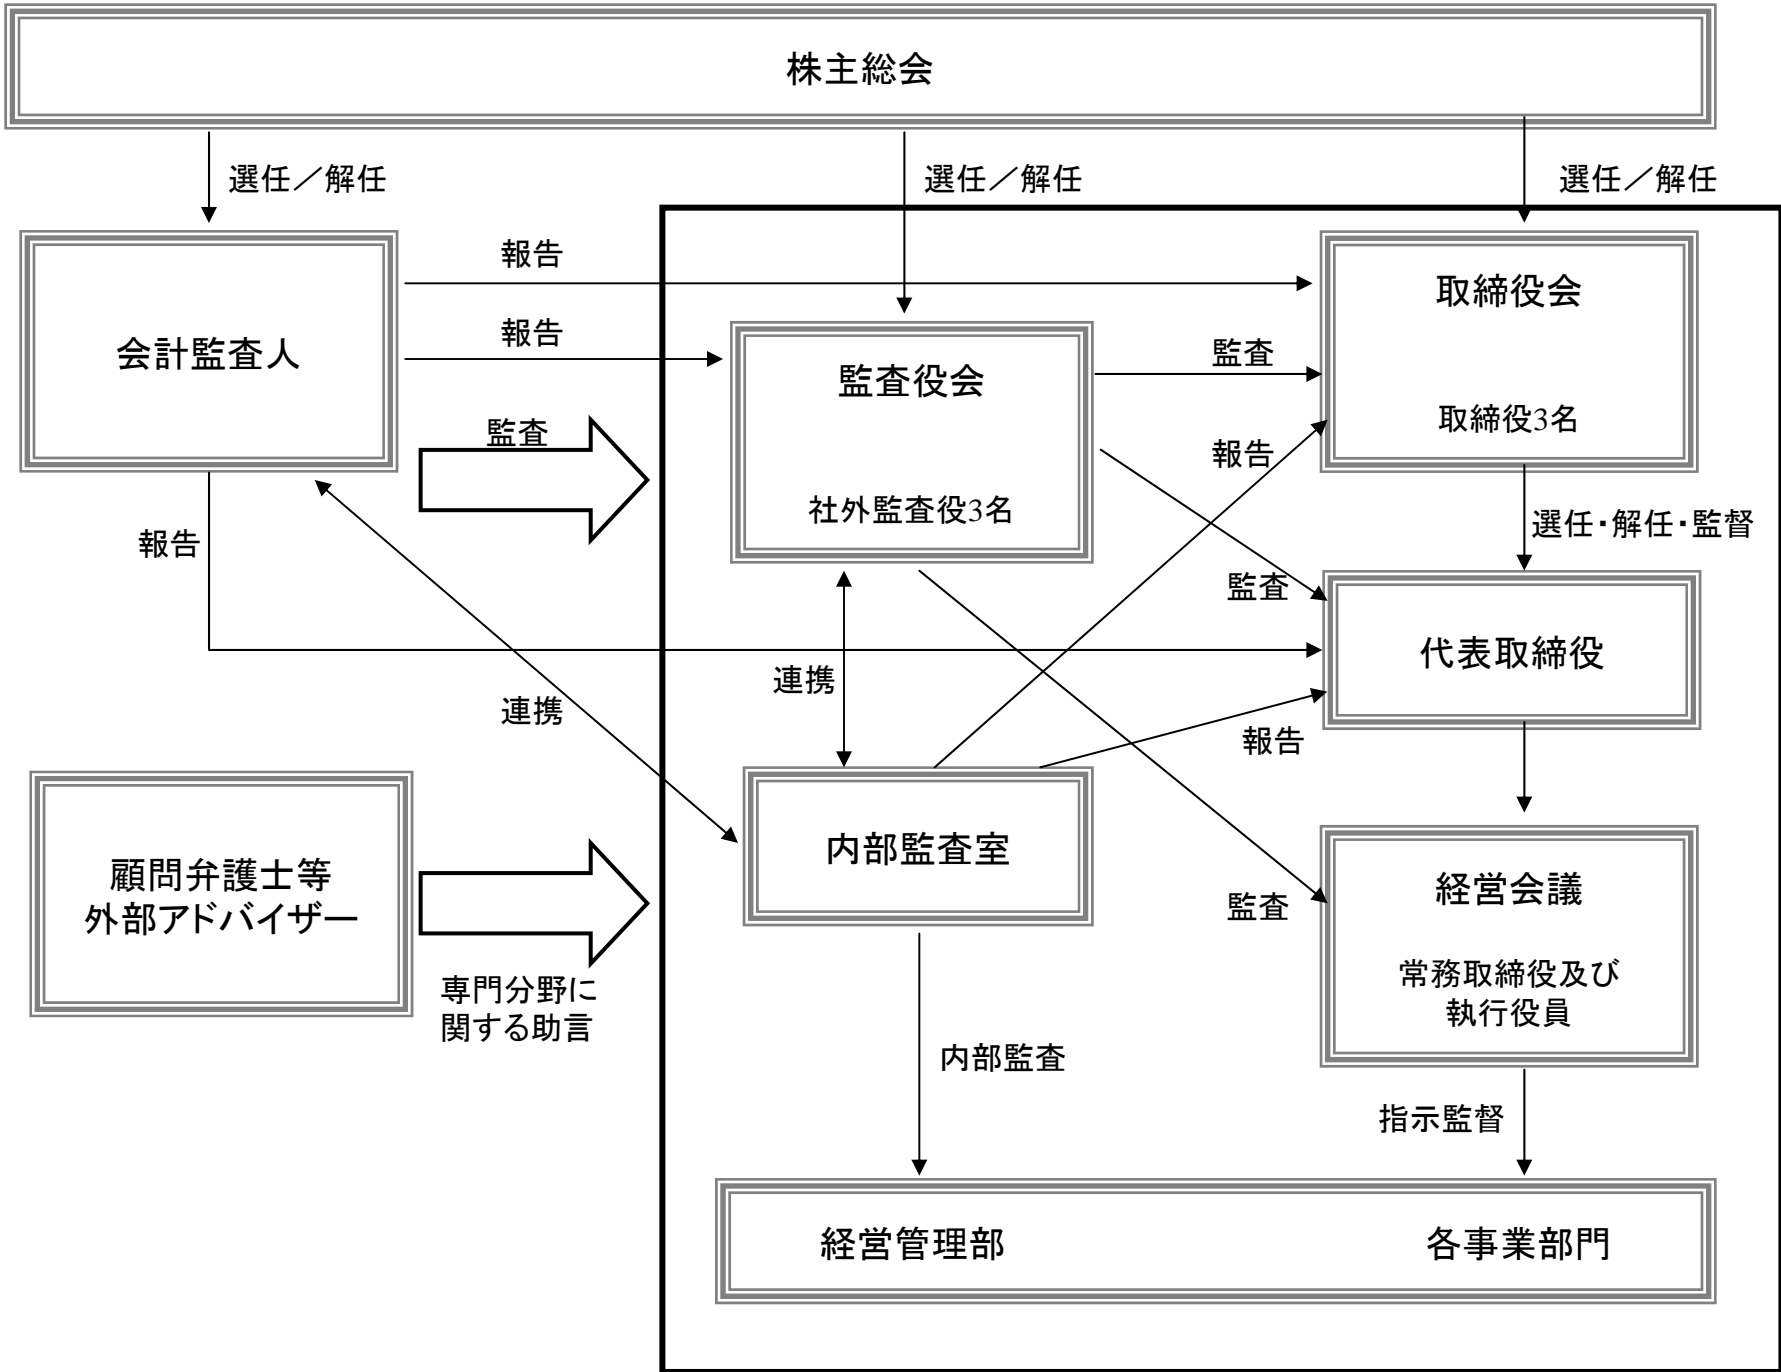 株主総会
選任／解任
選任／解任
選任／解任
会計監査人
報告
報告
監査
取締役会
取締役3名
監査役会
社外監査役3名
監査
報告
選任・解任・監督
報告
監査
代表取締役
連携
連携
報告
顧問弁護士等
外部アドバイザー
専門分野に
関する助言
内部監査室
監査
経営会議
常務取締役及び
執行役員
内部監査
指示監督
経営管理部
各事業部門